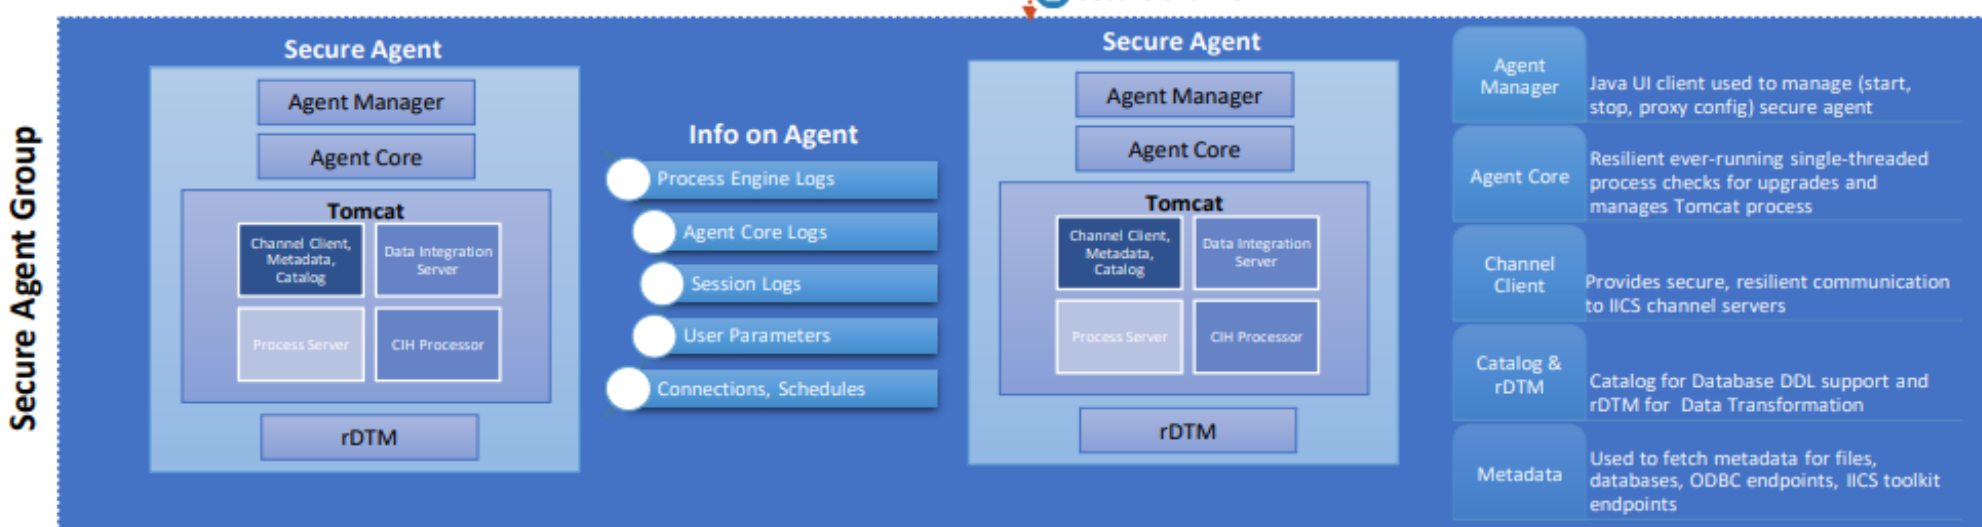 Secure Agent Group
Secure Agent
Agent Manager
Agent Core
Tomcat
Channel Client,
Metadata,
Catalog
Data Integration
Server
Process Server
CIH Processor
rDTM
Info on Agent
Process Engine Logs
Agent Core Logs
Session Logs
User Parameters
Connections, Schedules
Secure Agent
Agent Manager
Agent Core
Tomcat
Channel Client,
Metadata,
Catalog
Data Integration
Server
Process Server
CIH Processor
rDTM
Agent
Manager
Java UI client used to manage (start,
stop, proxy config) secure agent
Agent Core
Resilient ever-running single-threaded
process checks for upgrades and
manages Tomcat process
Channel
Client
Provides secure, resilient communication
to IICS channel servers
Catalog &
rDTM
Catalog for Database DDL support and
rDTM for Data Transformation
Metadata
Used to fetch metadata for files,
databases, ODBC endpoints, IICS toolkit
endpoints